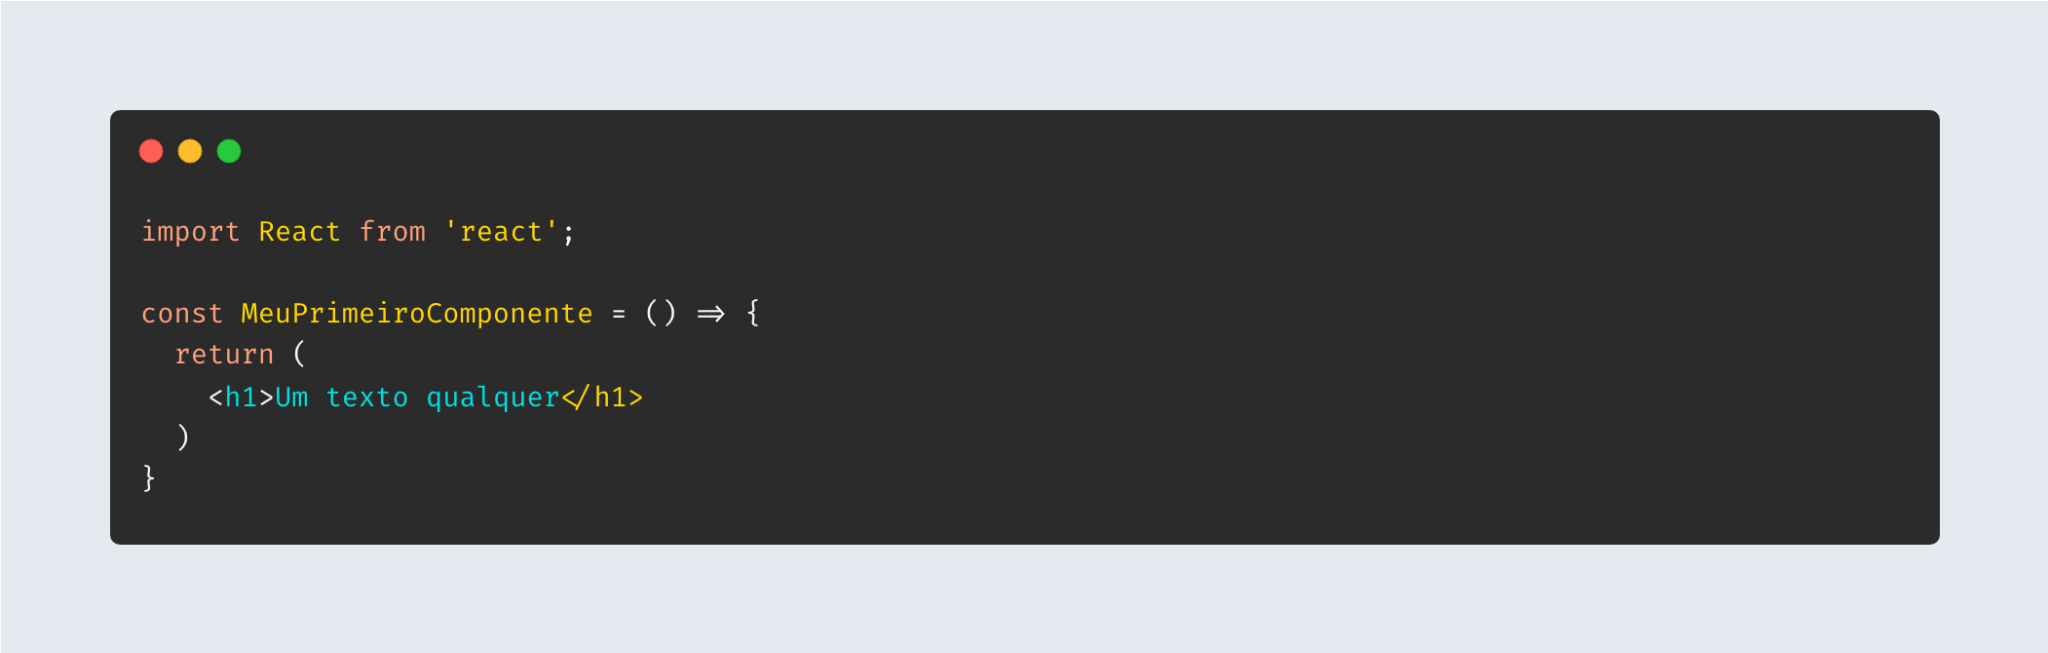 import React from 'react';
const MeuPrimeiroComponente = () => {
return (
<h1>Um texto qualquer</h1>
)
}